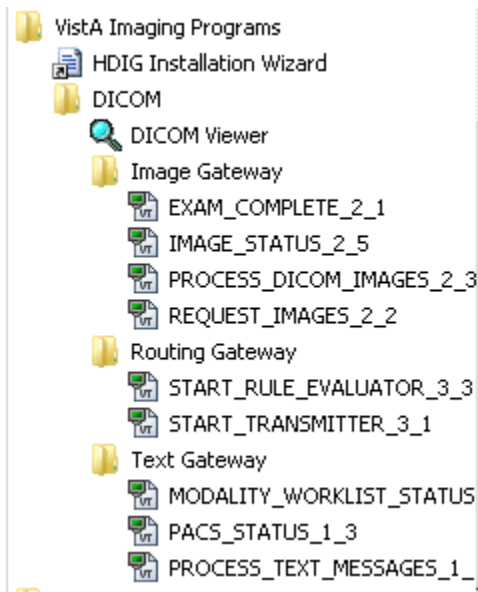 VistA Imaging Programs
HDIG Installation Wizard
DICOM
DICOM Viewer
Image Gateway
EXAM_COMPLETE_2_1
IMAGE_STATUS_2_5
PROCESS_DICOM_IMAGES_2_3
REQUEST_IMAGES_2_2
Routing Gateway
START_RULE_EVALUATOR_3_3
START_TRANSMITTER_3_1
Text Gateway
MODALITY_WORKLIST_STATUS
PACS_STATUS_1_3
PROCESS_TEXT_MESSAGES_1_